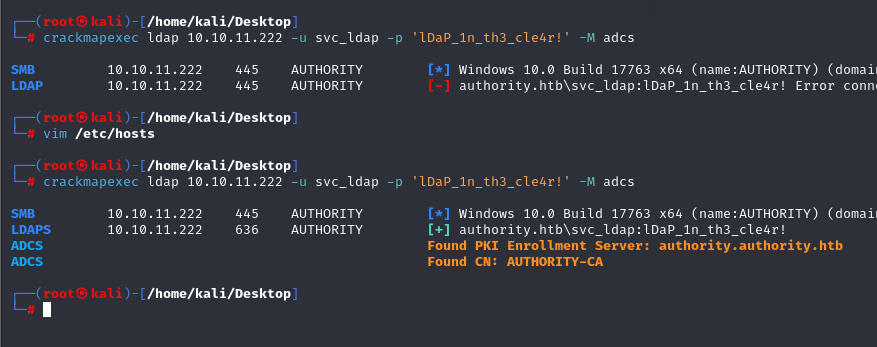 ┌──(root㉿kali)-[/home/kali/Desktop]
└─# crackmapexec ldap 10.10.11.222 -u svc_ldap -p 'lDaP_1n_th3_cle4r!' -M adcs
SMB 10.10.11.222 445 AUTHORITY [*] Windows 10.0 Build 17763 x64 (name:AUTHORITY) (domai
LDAP 10.10.11.222 445 AUTHORITY [-] authority.htb\svc_ldap:lDaP_1n_th3_cle4r! Error conne
┌──(root㉿kali)-[/home/kali/Desktop]
└─# vim /etc/hosts
┌──(root㉿kali)-[/home/kali/Desktop]
└─# crackmapexec ldap 10.10.11.222 -u svc_ldap -p 'lDaP_1n_th3_cle4r!' -M adcs
SMB 10.10.11.222 445 AUTHORITY [*] Windows 10.0 Build 17763 x64 (name:AUTHORITY) (domai
LDAPS 10.10.11.222 636 AUTHORITY [+] authority.htb\svc_ldap:lDaP_1n_th3_cle4r!
ADCS Found PKI Enrollment Server: authority.authority.htb
ADCS Found CN: AUTHORITY-CA
┌──(root㉿kali)-[/home/kali/Desktop]
└─#